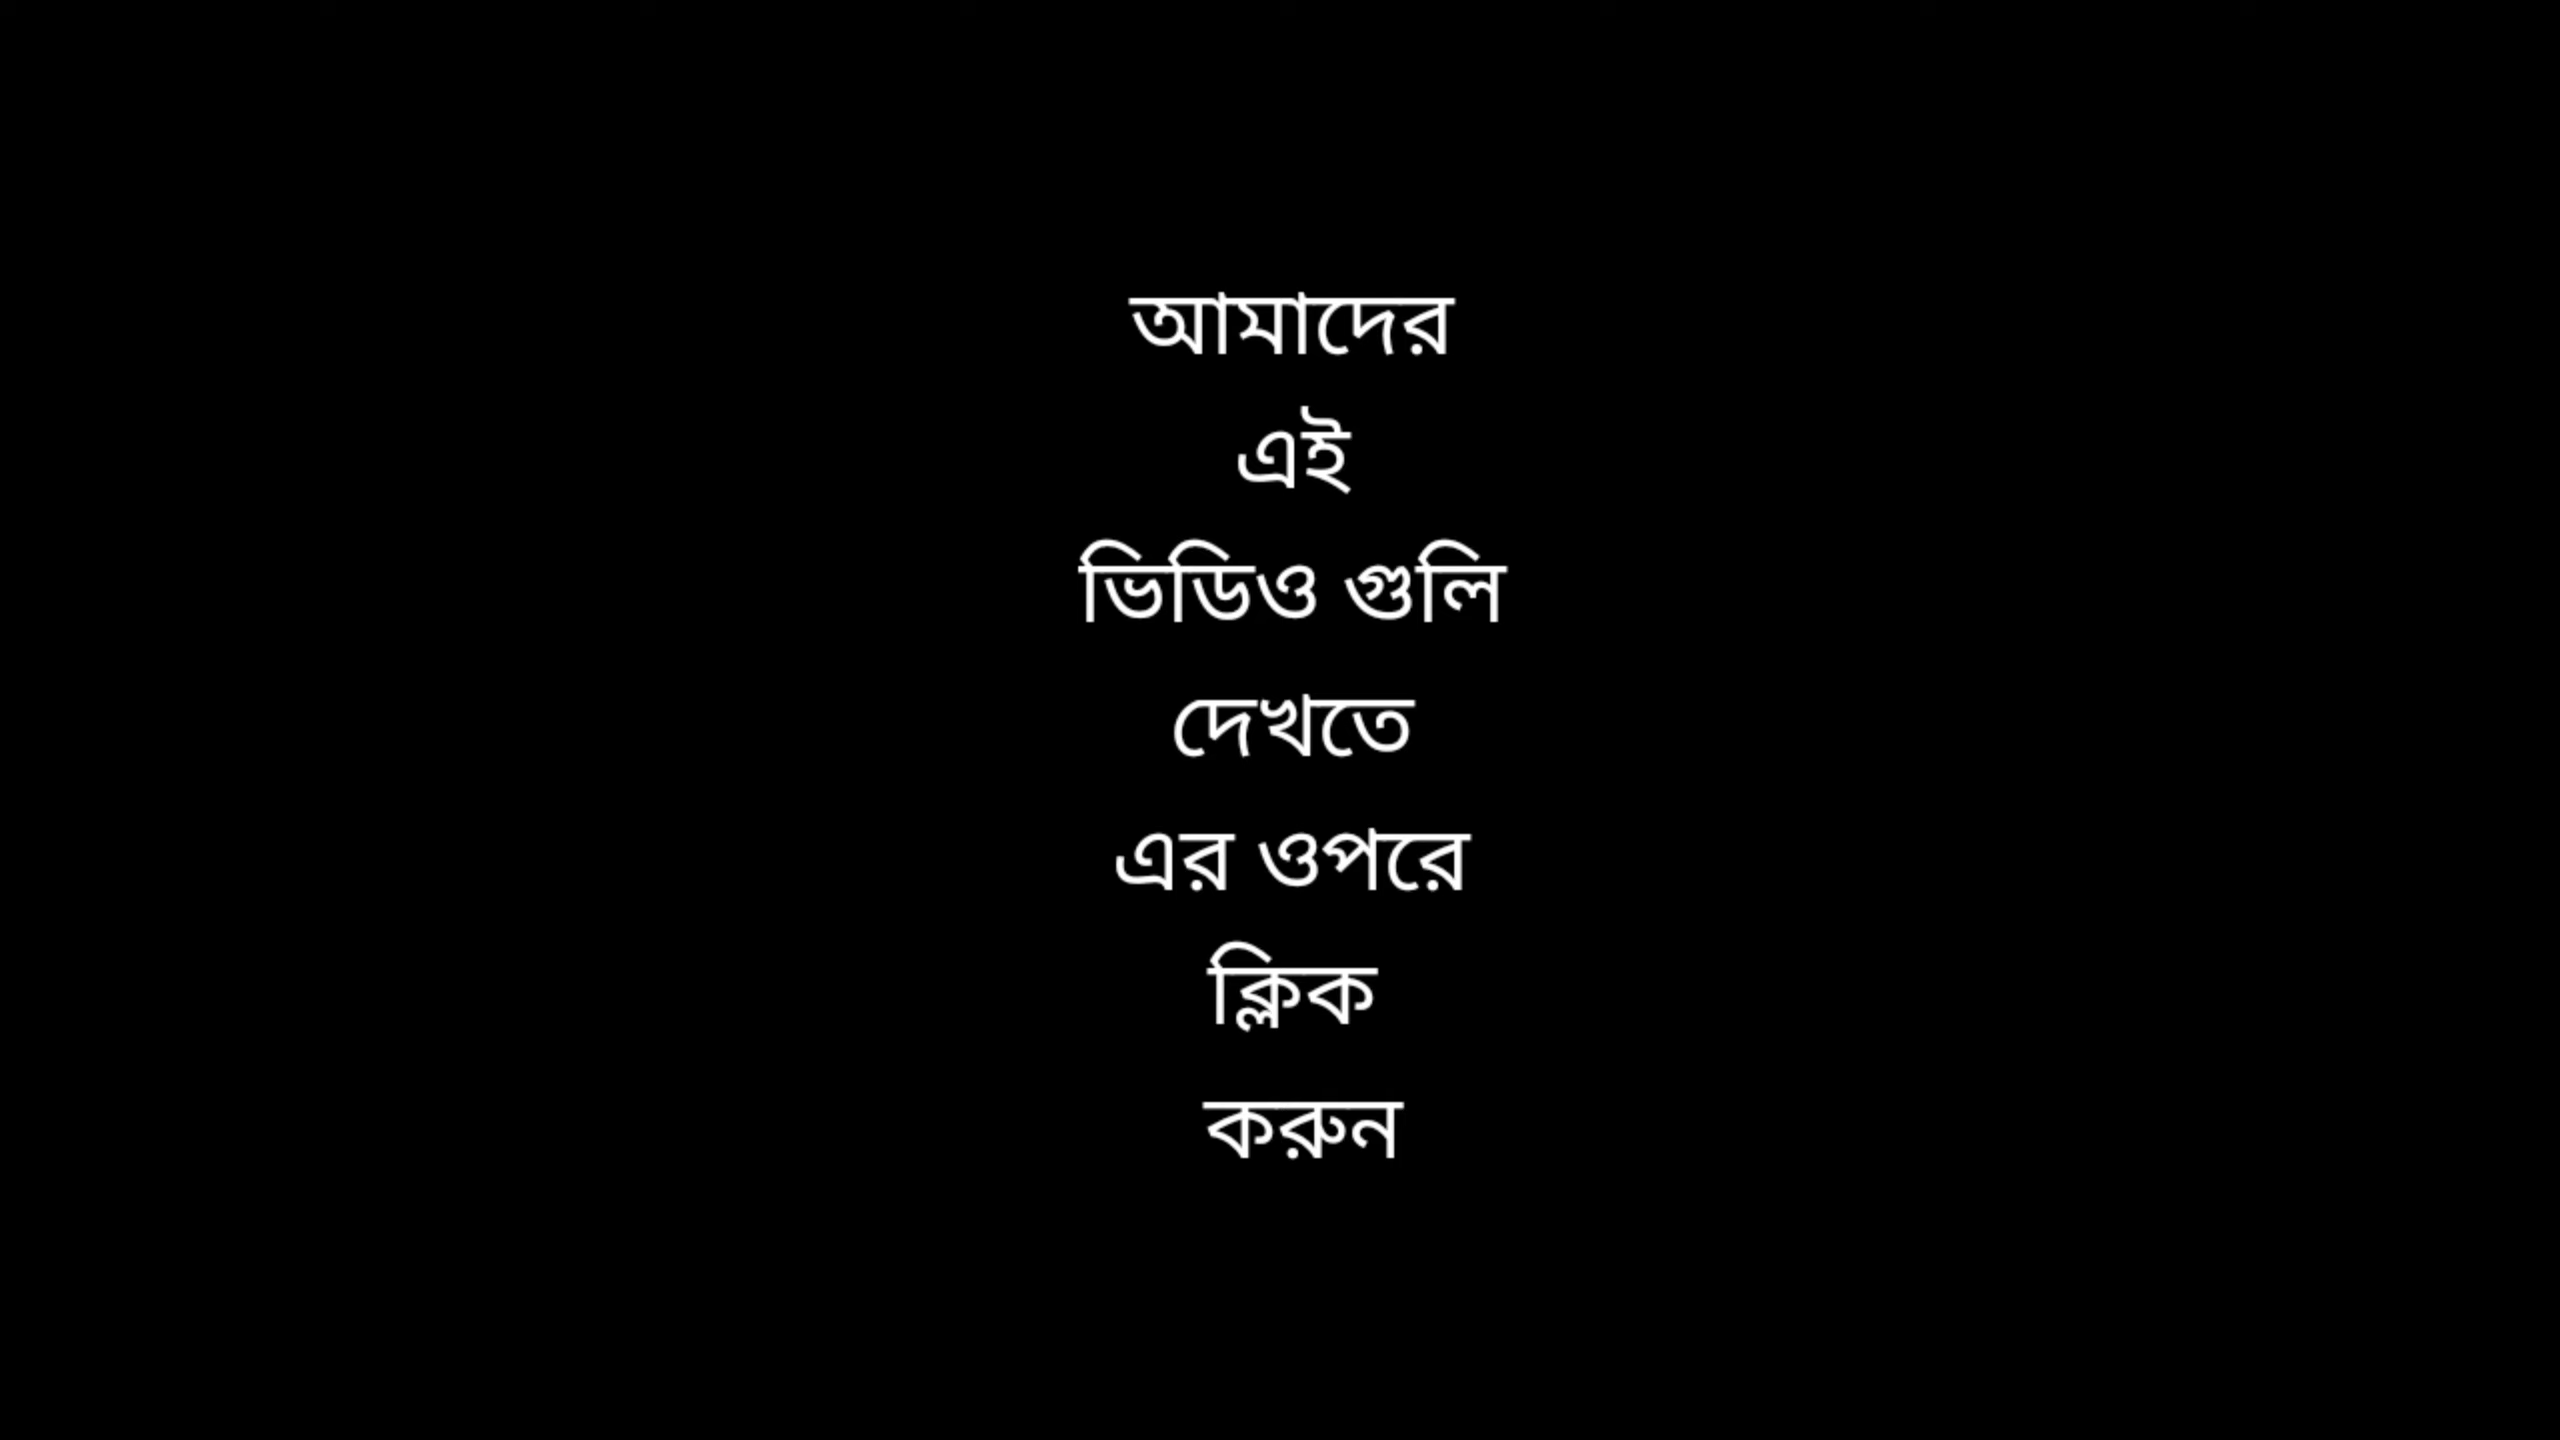 আমাদের
এই
ভিডিও গুলি
দেখতে
এর ওপরে
ক্লিক
করুন